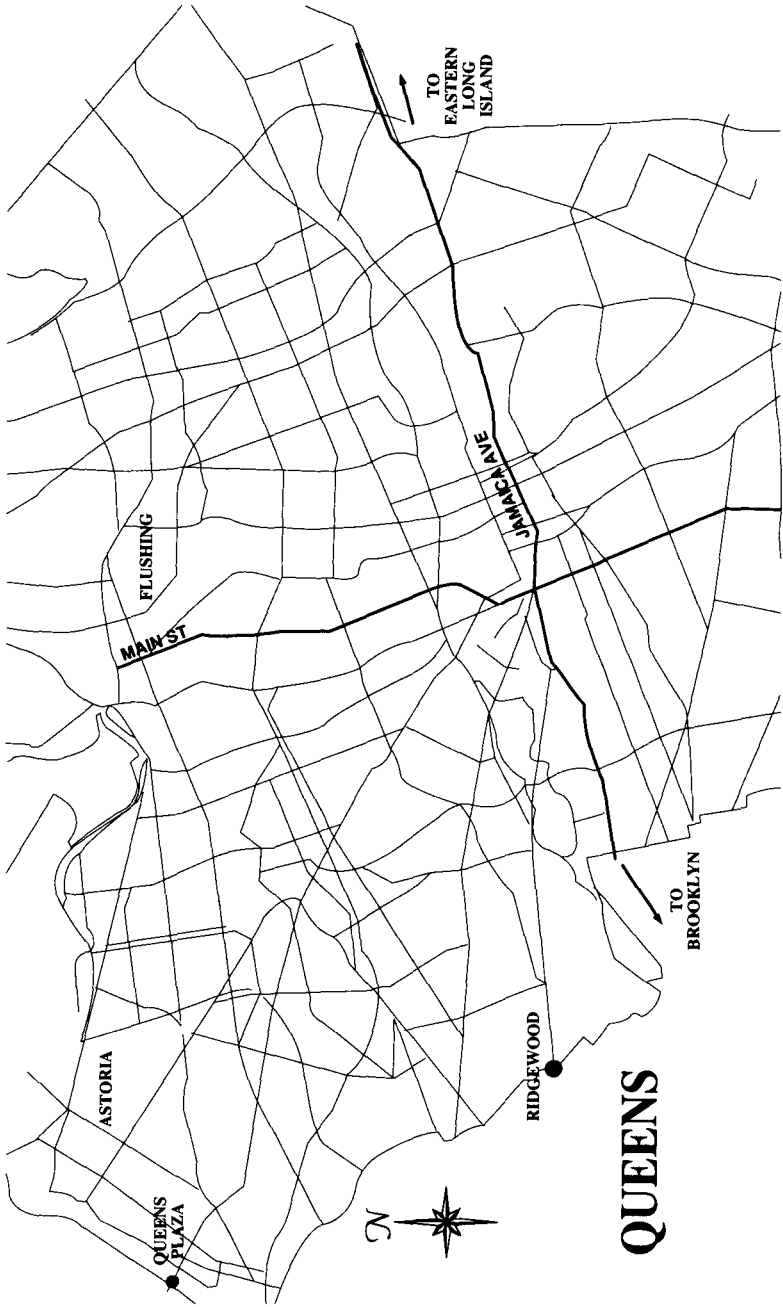 ASTORIA
QUEENS
PLAZA
FLUSHING
MAIN ST
JAMAICA AVE
TO
EASTERN
LONG
ISLAND
N
RIDGEWOOD
TO
BROOKLYN
QUEENS